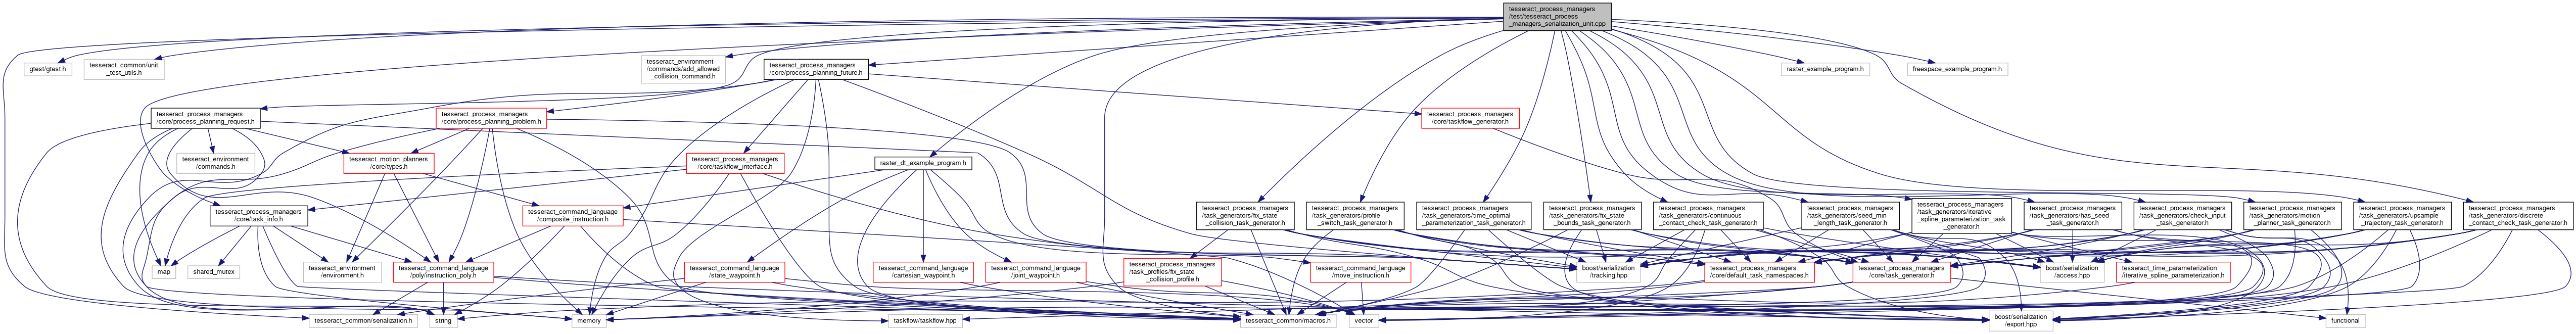 tesseract_process_managers
/test/tesseract_process
_managers_serialization_unit.cpp
gtest/gtest.h
tesseract_common/unit
_test_utils.h
tesseract_environment
/commands/add_allowed
_collision_command.h
tesseract_process_managers
/core/process_planning_future.h
raster_example_program.h
freespace_example_program.h
tesseract_process_managers
/core/process_planning_request.h
tesseract_process_managers
/core/process_planning_problem.h
tesseract_process_managers
/core/taskflow_generator.h
tesseract_environment
/commands.h
tesseract_motion_planners
/core/types.h
tesseract_process_managers
/core/taskflow_interface.h
raster_dt_example_program.h
tesseract_process_managers
/core/task_info.h
tesseract_command_language
/composite_instruction.h
tesseract_process_managers
/task_generators/fix_state
_collision_task_generator.h
tesseract_process_managers
/task_generators/profile
_switch_task_generator.h
tesseract_process_managers
/task_generators/time_optimal
_parameterization_task_generator.h
tesseract_process_managers
/task_generators/fix_state
_bounds_task_generator.h
tesseract_process_managers
/task_generators/continuous
_contact_check_task_generator.h
tesseract_process_managers
/task_generators/seed_min
_length_task_generator.h
tesseract_process_managers
/task_generators/iterative
_spline_parameterization_task
_generator.h
tesseract_process_managers
/task_generators/has_seed
_task_generator.h
tesseract_process_managers
/task_generators/check_input
_task_generator.h
tesseract_process_managers
/task_generators/motion
_planner_task_generator.h
tesseract_process_managers
/task_generators/upsample
_trajectory_task_generator.h
tesseract_process_managers
/task_generators/discrete
_contact_check_task_generator.h
map
shared_mutex
tesseract_environment
/environment.h
tesseract_command_language
/poly/instruction_poly.h
tesseract_command_language
/state_waypoint.h
tesseract_command_language
/cartesian_waypoint.h
tesseract_command_language
/joint_waypoint.h
tesseract_process_managers
/task_profiles/fix_state
_collision_profile.h
tesseract_command_language
/move_instruction.h
boost/serialization
/tracking.hpp
tesseract_process_managers
/core/default_task_namespaces.h
tesseract_process_managers
/core/task_generator.h
boost/serialization
/access.hpp
tesseract_time_parameterization
/iterative_spline_parameterization.h
tesseract_common/serialization.h
string
memory
taskflow/taskflow.hpp
tesseract_common/macros.h
vector
boost/serialization
/export.hpp
functional